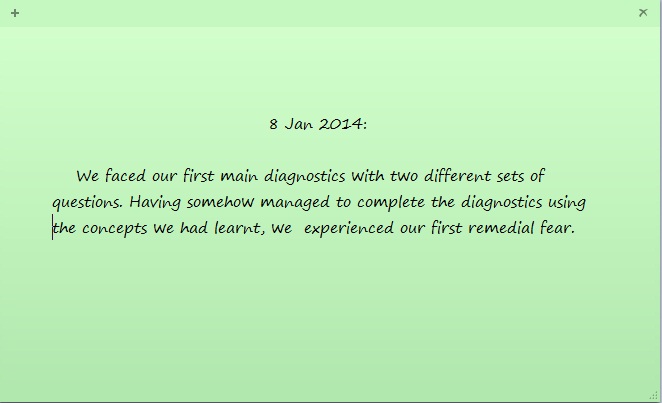 8 Jan 2014:
We faced our first main diagnostics with two different sets of
questions. Having somehow managed to complete the diagnostics using
the concepts we had learnt, we  experienced our first remedial fear.